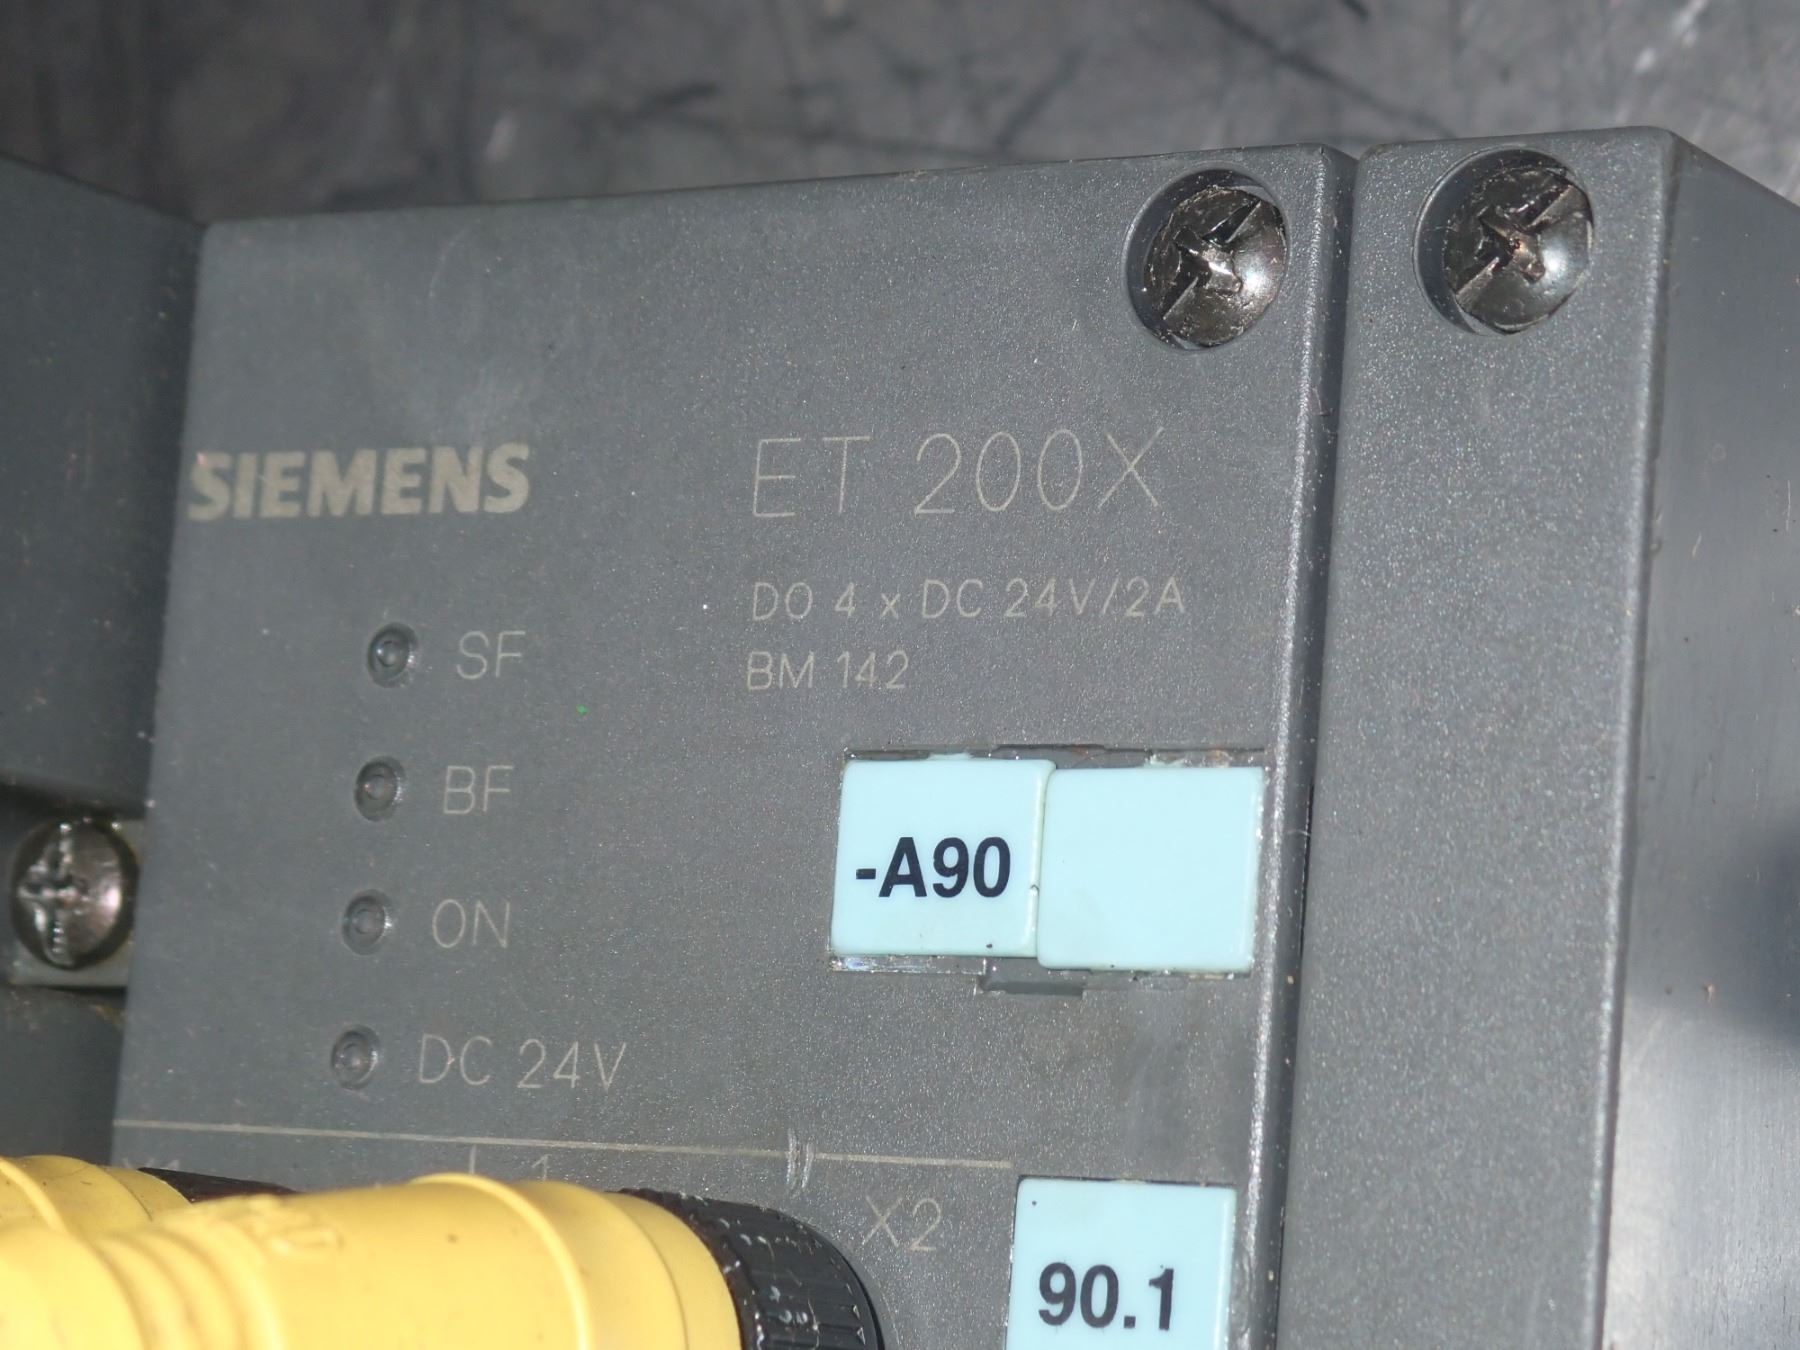 SIEMENS
ET 200X
DO 4 x DC 24V/2A
BM 142
SF
BF
ON
DC 24V
-A90
X2
90.1